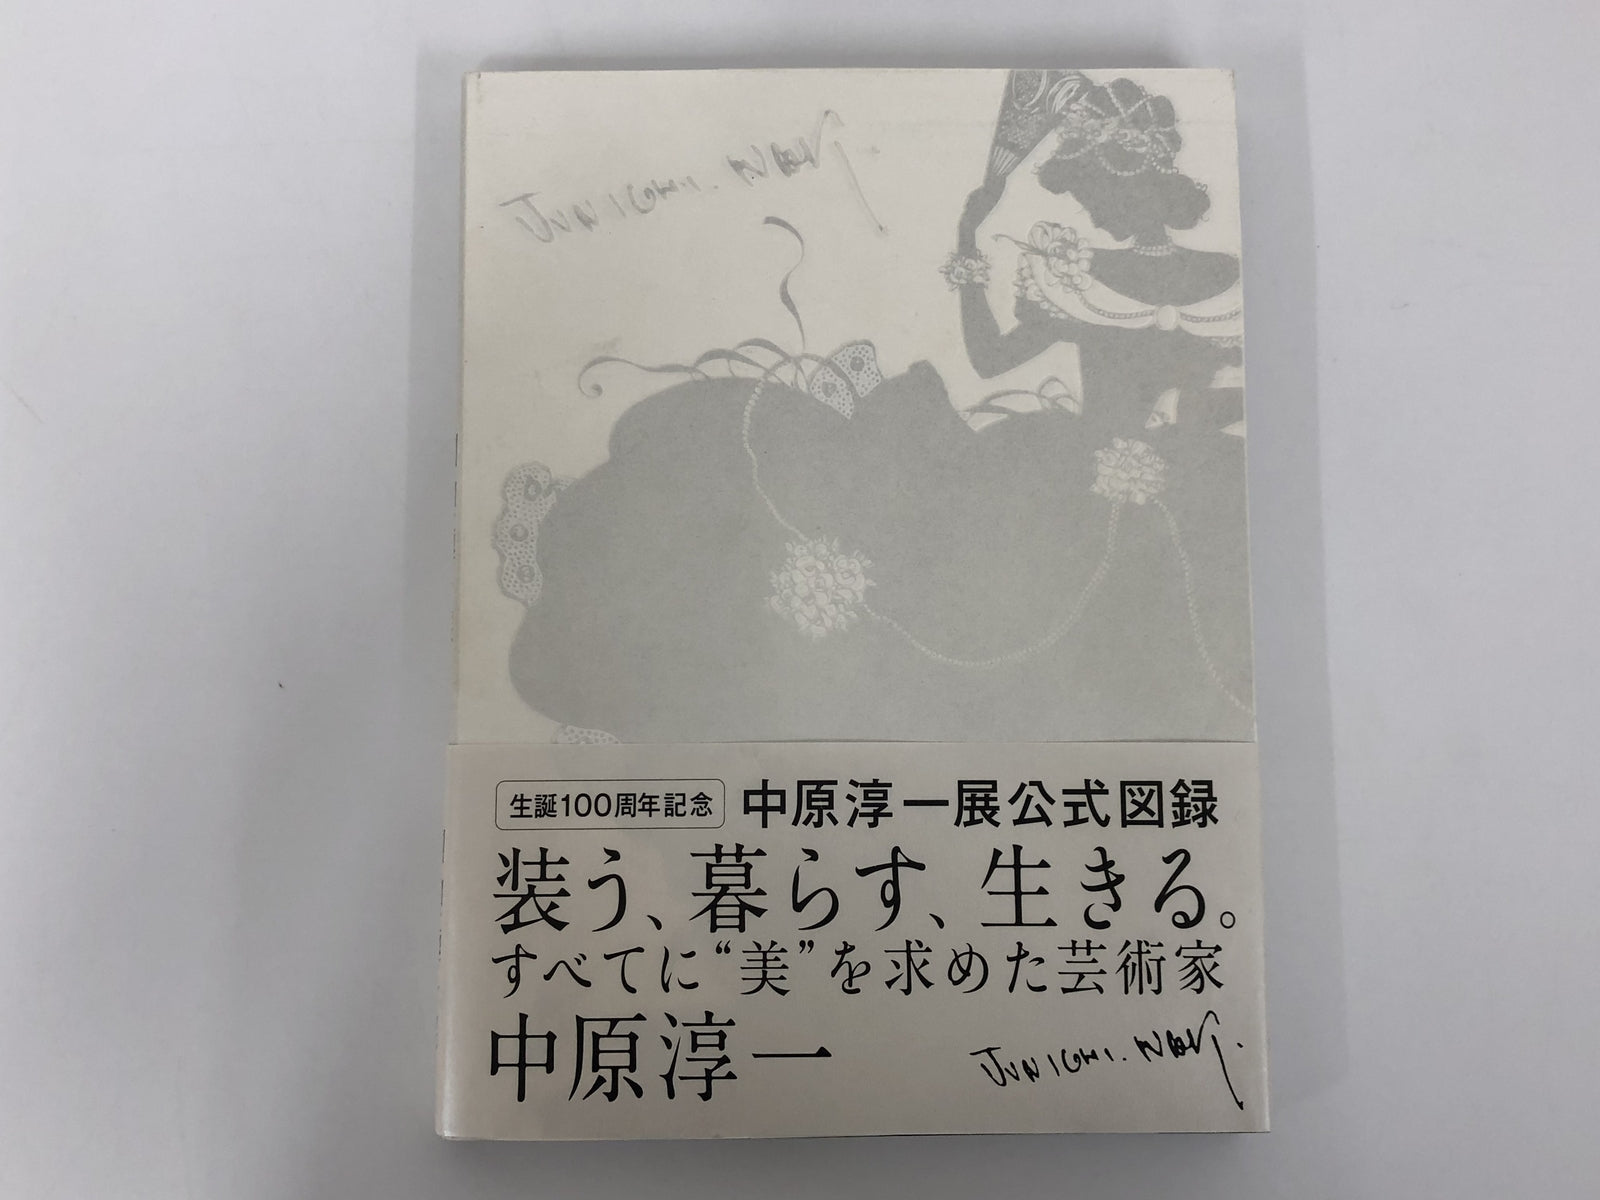 JUNICHI. NAKA
生誕100周年記念 中原淳一展公式図録
装う、暮らす、生きる。
すべてに“美”を求めた芸術家
中原淳一
JUNICHI. NAKA